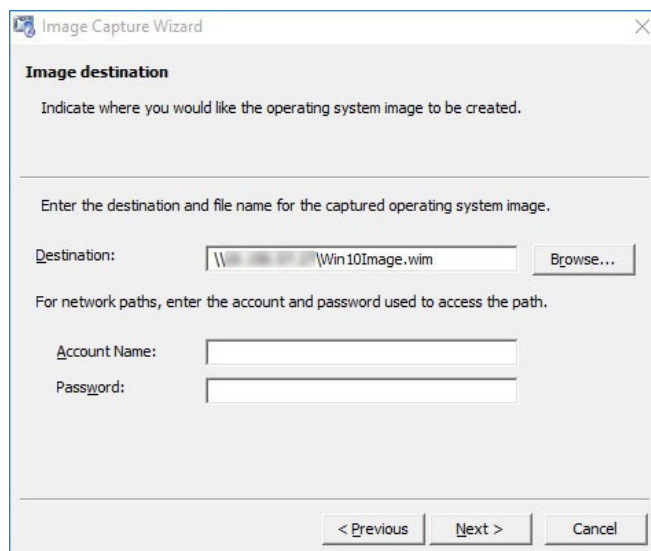 Image Capture Wizard
Image destination
Indicate where you would like the operating system image to be created.
Enter the destination and file name for the captured operating system image.
Destination: \\ \Win10Image.wim Browse...
For network paths, enter the account and password used to access the path.
Account Name:
Password:
< Previous Next > Cancel